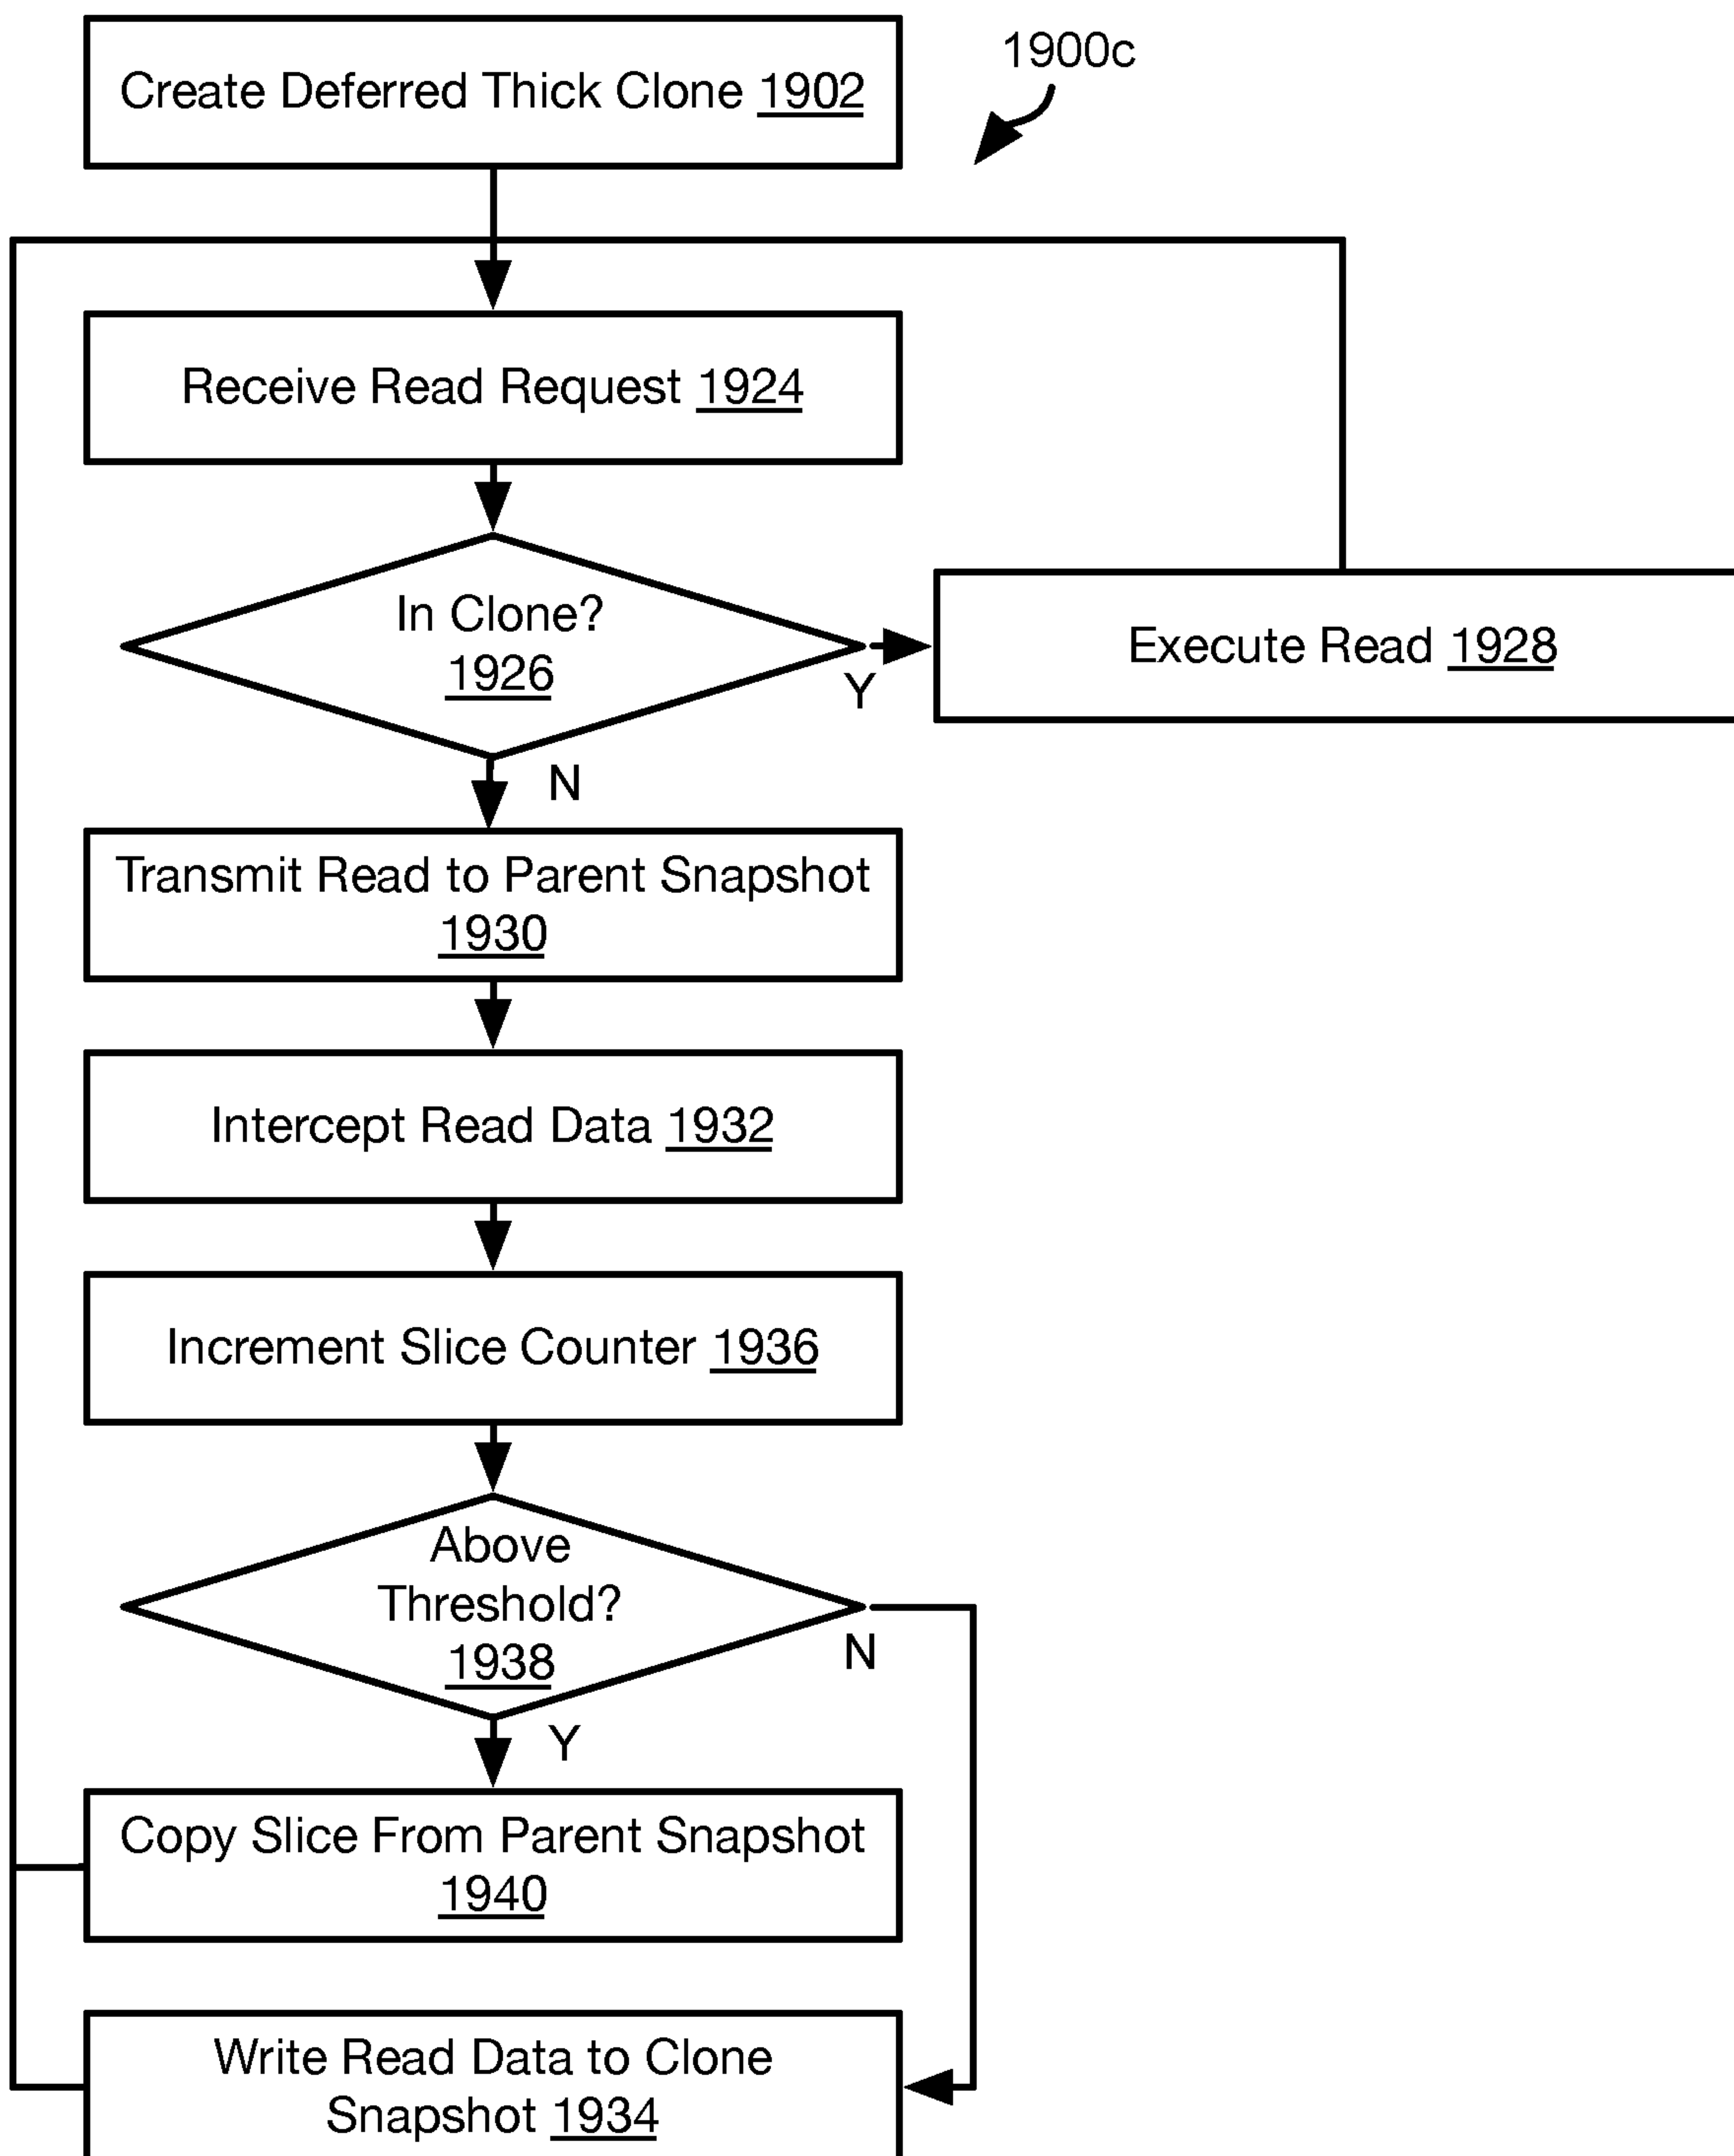 Create Deferred Thick Clone 1902
1900c
Receive Read Request 1924
In Clone?
1926
Y
Execute Read 1928
N
Transmit Read to Parent Snapshot
1930
Intercept Read Data 1932
Increment Slice Counter 1936
Above
Threshold?
1938
N
Y
Copy Slice From Parent Snapshot
1940
Write Read Data to Clone
Snapshot 1934